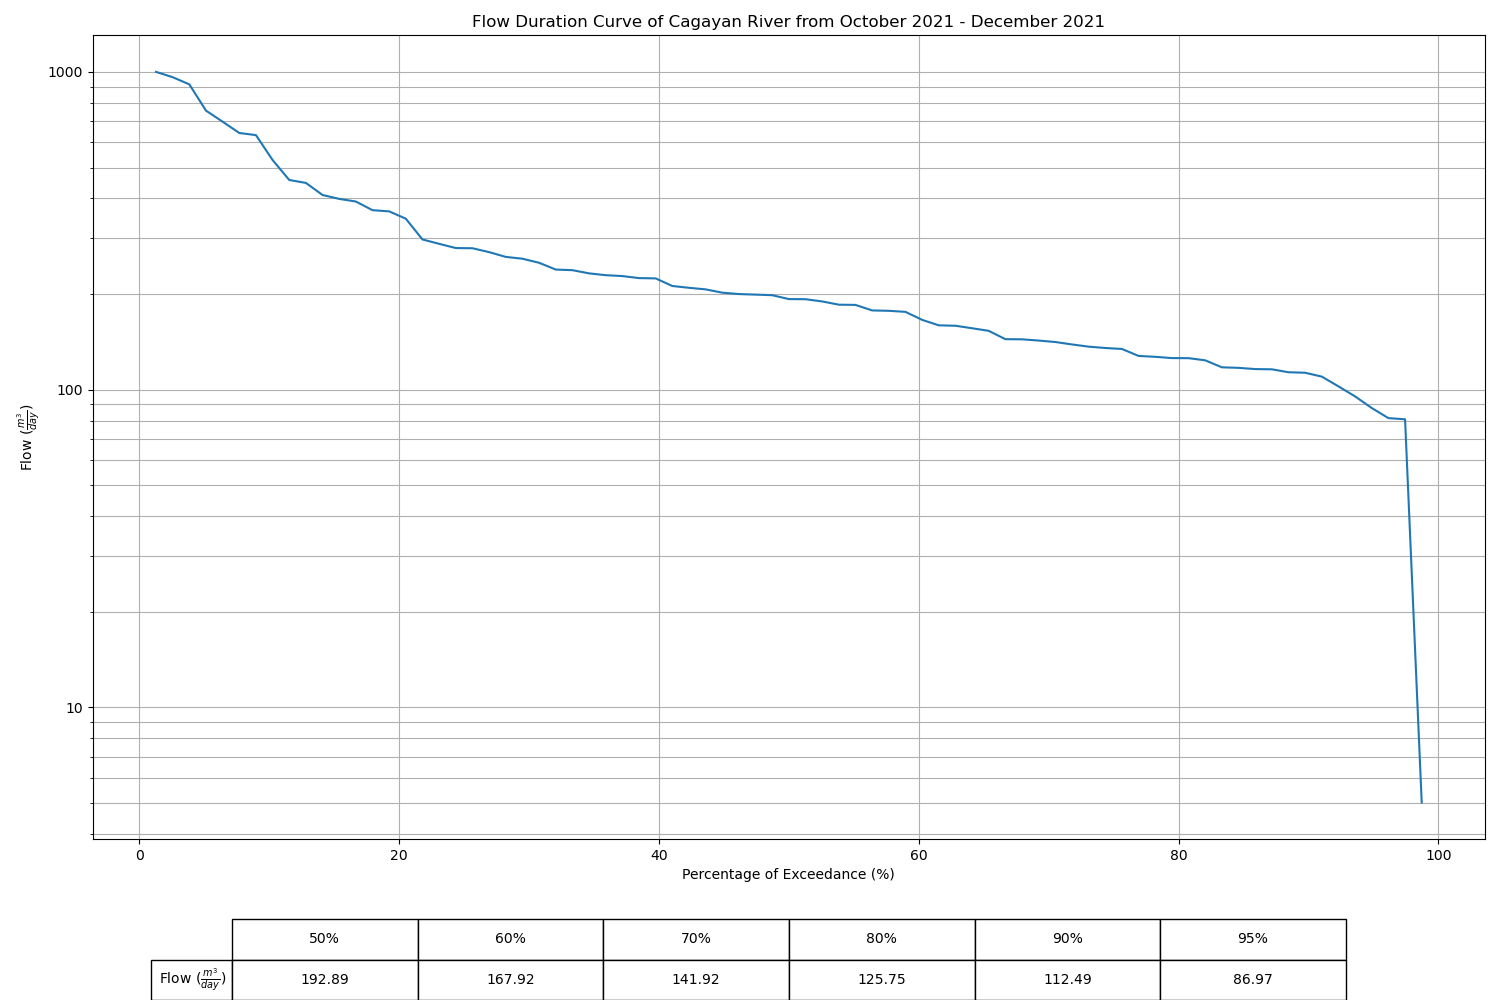 Flow Duration Curve of Cagayan River from October 2021 - December 2021
1000
100
10
Flow (m³/day)
0 20 40 60 80 100
Percentage of Exceedance (%)
50% 60% 70% 80% 90% 95%
Flow (m³/day) 192.89 167.92 141.92 125.75 112.49 86.97